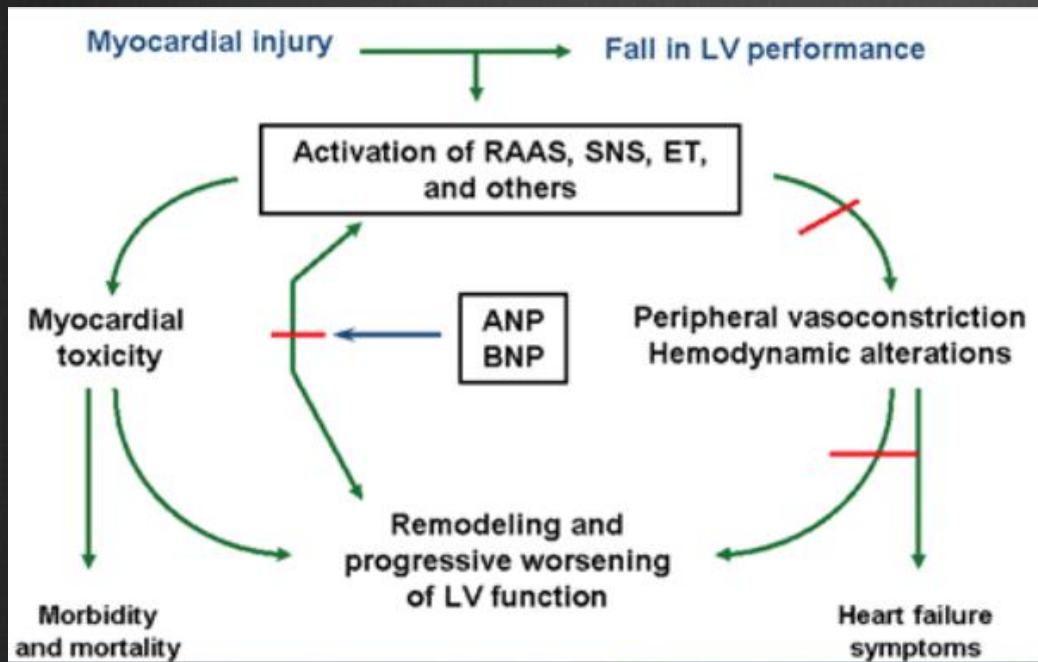 Myocardial injury
Fall in LV performance
Activation of RAAS, SNS, ET,
and others
Myocardial
toxicity
ANP
BNP
Peripheral vasoconstriction
Hemodynamic alterations
Remodeling and
progressive worsening
of LV function
Morbidity
and mortality
Heart failure
symptoms